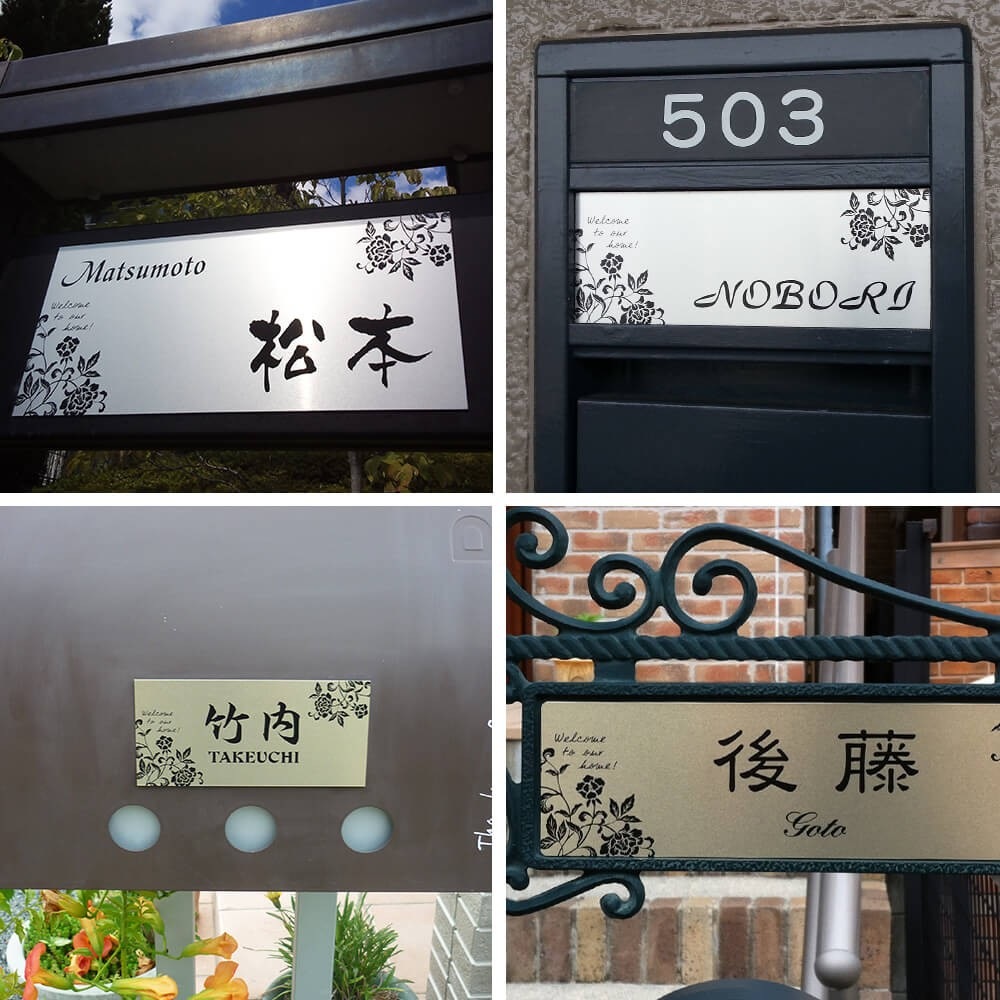 Matsumoto
Welcome
to our
home!
松本
503
Welcome
to our
home!
NOBORI
Welcome
to our
home!
竹内
TAKEUCHI
Welcome
to our
home!
後藤
Goto